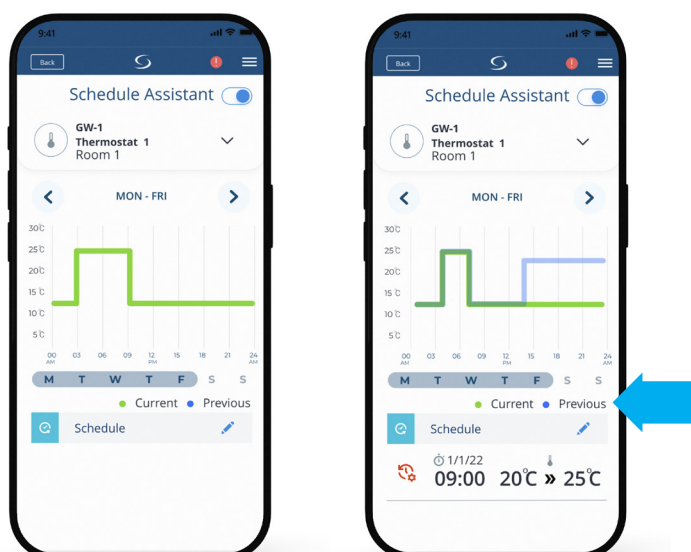 9:41
Back
Schedule Assistant
GW-1
Thermostat 1
Room 1
MON - FRI
30°C
25°C
20°C
15°C
10°C
5°C
00 03 06 09 12 15 18 21 24
AM PM AM
M T W T F S S
Current Previous
Schedule
9:41
Back
Schedule Assistant
GW-1
Thermostat 1
Room 1
MON - FRI
30°C
25°C
20°C
15°C
10°C
5°C
00 03 06 09 12 15 18 21 24
AM PM AM
M T W T F S S
Current Previous
Schedule
1/1/22
09:00 20°C » 25°C